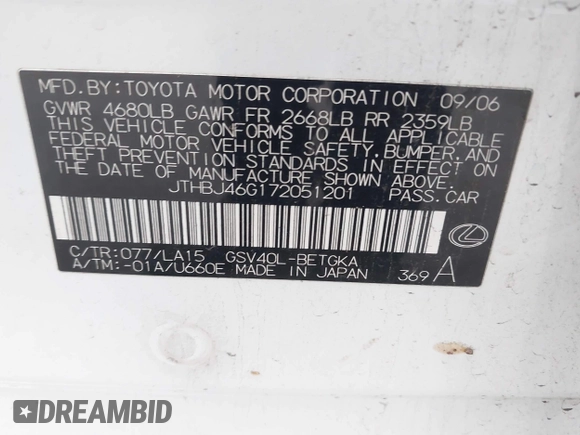 MFD.BY:TOYOTA MOTOR CORPORATION 09/06
GVWR 4680LB GAWR FR 2668LB RR 2359LB
THIS VEHICLE CONFORMS TO ALL APPLICABLE
FEDERAL MOTOR VEHICLE SAFETY,BUMPER,AND
THEFT PREVENTION STANDARDS IN EFFECT ON
THE DATE OF MANUFACTURE SHOWN ABOVE.
JTHBJ46G172051201 PASS.CAR
C/TR:077/LA15 GSV40L-BETGKA
A/TM:-01A/U660E MADE IN JAPAN 369 A
DREAMBID